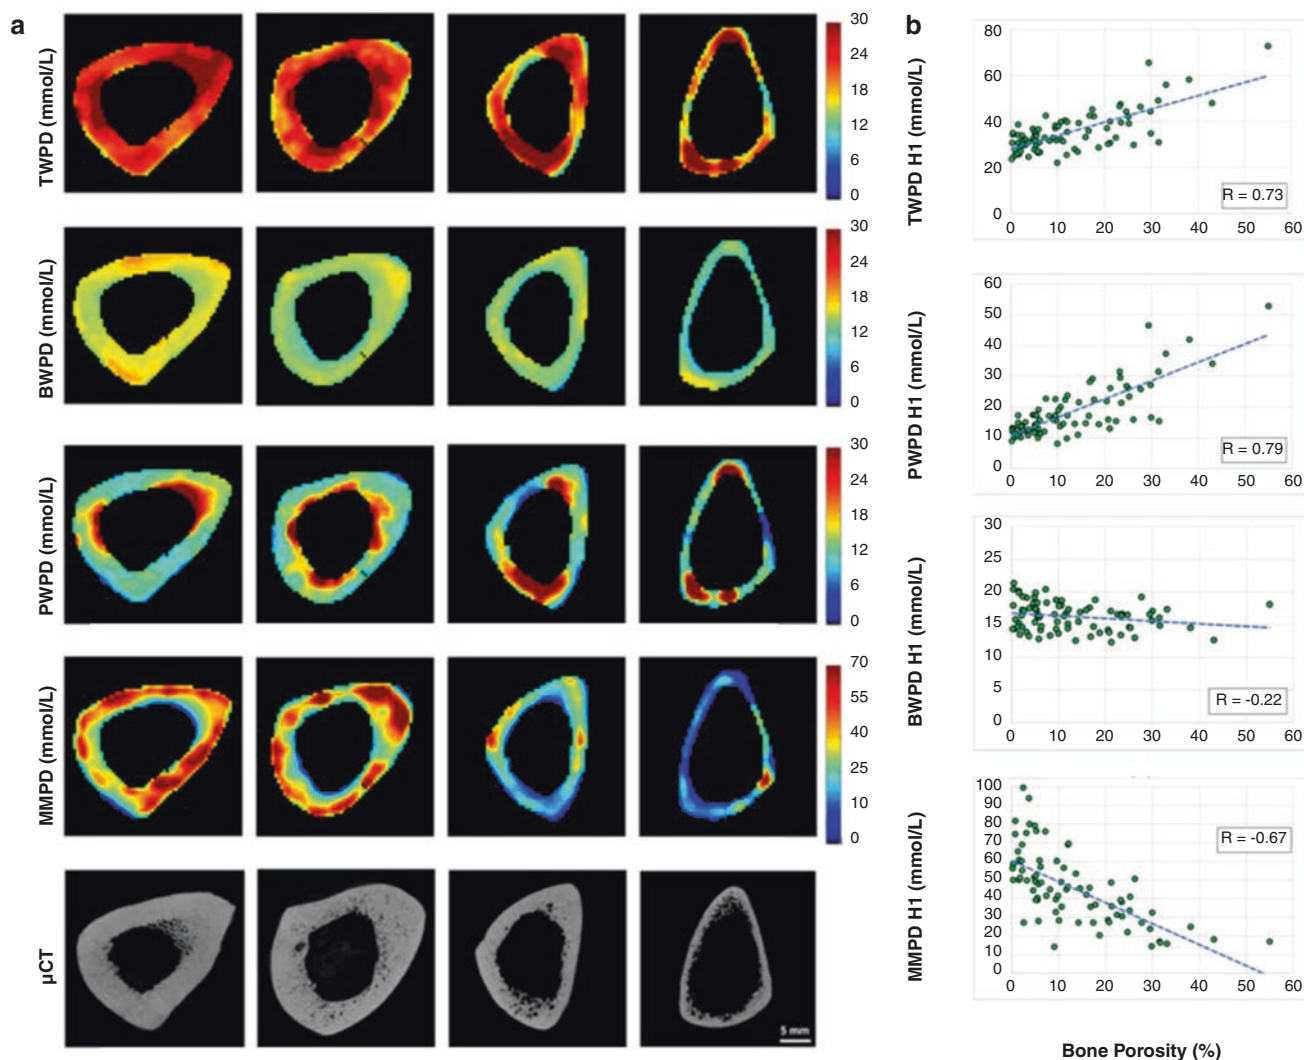 a
TWPD (mmol/L)
30
24
18
12
6
0
BWPD (mmol/L)
30
24
18
12
6
0
PWPD (mmol/L)
30
24
18
12
6
0
MMPD (mmol/L)
70
55
40
25
10
0
µCT
5 mm
b
TWPD H1 (mmol/L)
80
60
40
20
0
R = 0.73
0 10 20 30 40 50 60
PWPD H1 (mmol/L)
60
50
40
30
20
10
0
R = 0.79
0 10 20 30 40 50 60
BWPD H1 (mmol/L)
30
25
20
15
10
5
0
R = -0.22
0 10 20 30 40 50 60
MMPD H1 (mmol/L)
100
90
80
70
60
50
40
30
20
10
0
R = -0.67
0 10 20 30 40 50 60
Bone Porosity (%)